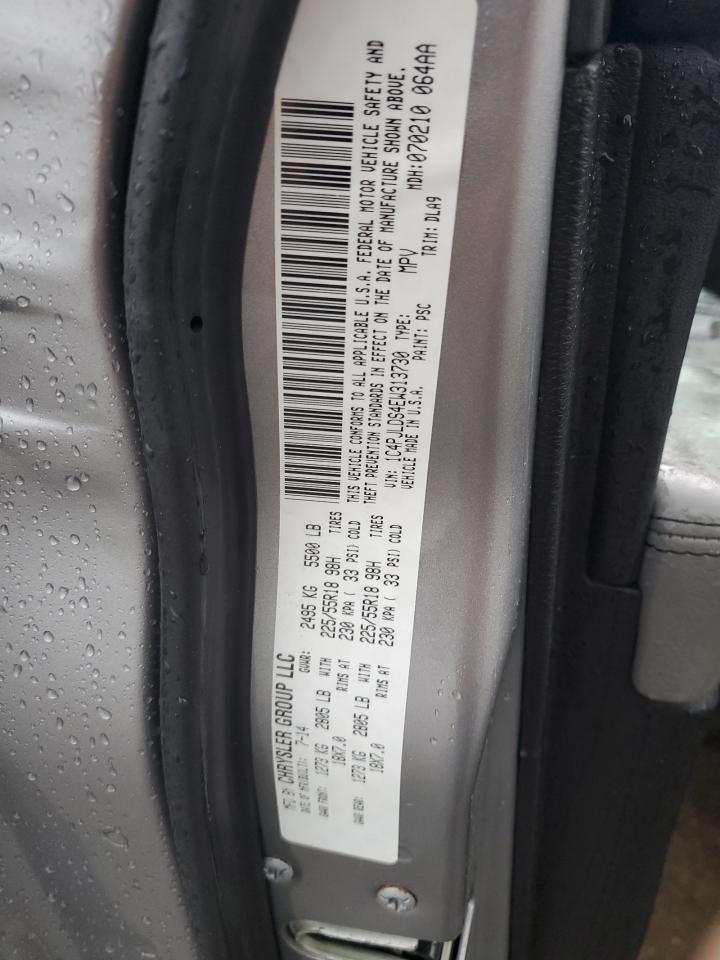 MFD BY: CHRYSLER GROUP LLC
DATE OF MFR(BUILT): 7-14 GVWR: 2495 KG 5500 LB
GAWR FRONT: 1273 KG 2805 LB WITH 225/55R18 98H TIRES
18X7.0 RIMS AT 230 KPA ( 33 PSI) COLD
GAWR REAR: 1273 KG 2805 LB WITH 225/55R18 98H TIRES
18X7.0 RIMS AT 230 KPA ( 33 PSI) COLD
THIS VEHICLE CONFORMS TO ALL APPLICABLE U.S.A. FEDERAL MOTOR VEHICLE SAFETY AND
THEFT PREVENTION STANDARDS IN EFFECT ON THE DATE OF MANUFACTURE SHOWN ABOVE.
VIN: 1C4PJLDS4EW313730 TYPE: MPV MDH:070210 064AA
VEHICLE MADE IN U.S.A. PAINT: PSC TRIM: DLA9